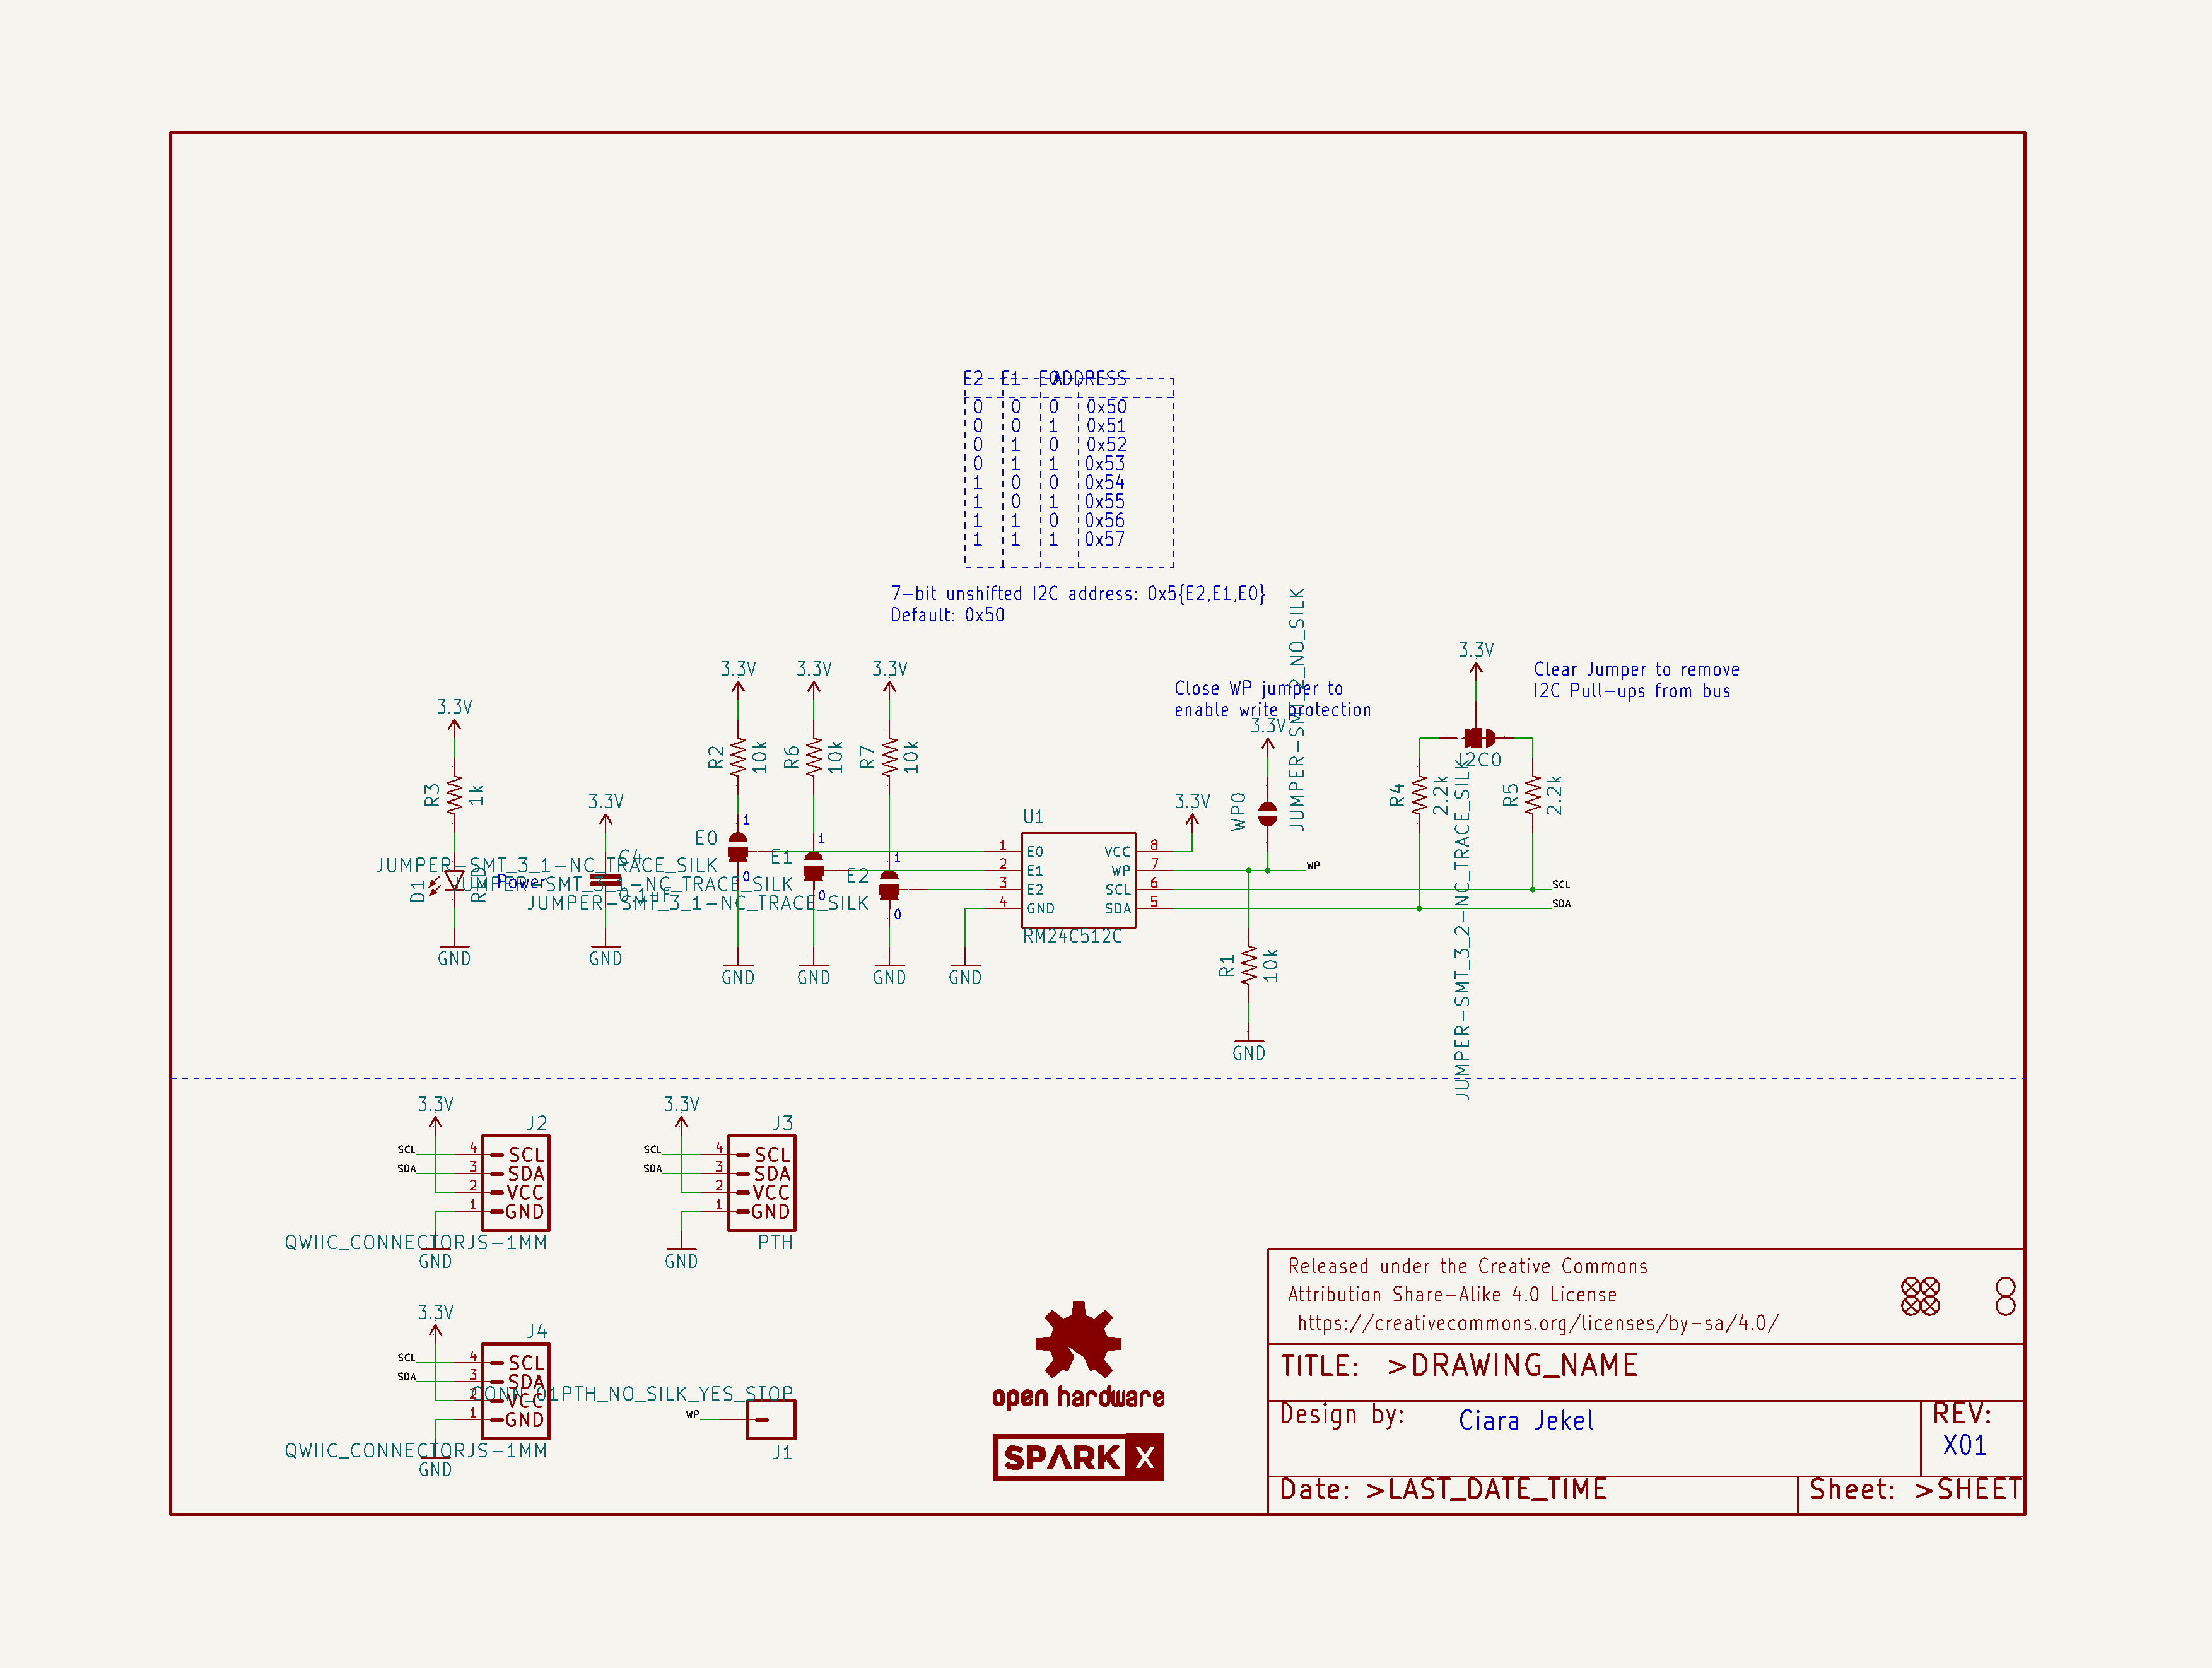 E2 E1 E0 ADDRESS
0 0 0 0x50
0 0 1 0x51
0 1 0 0x52
0 1 1 0x53
1 0 0 0x54
1 0 1 0x55
1 1 0 0x56
1 1 1 0x57
7-bit unshifted I2C address: 0x5{E2,E1,E0}
Default: 0x50
3.3V
R3
1k
D1
RED
Power
GND
3.3V
C4
0.1uF
GND
3.3V
R2
10k
E0
1
0
JUMPER-SMT_3_1-NC_TRACE_SILK
GND
3.3V
R6
10k
E1
1
0
JUMPER-SMT_3_1-NC_TRACE_SILK
GND
3.3V
R7
10k
E2
1
0
JUMPER-SMT_3_1-NC_TRACE_SILK
GND
U1
1 E0 VCC 8
2 E1 WP 7
3 E2 SCL 6
4 GND SDA 5
RM24C512C
GND
3.3V
Close WP jumper to
enable write protection
3.3V
WP0
JUMPER-SMT_2_NO_SILK
WP
R1
10k
GND
3.3V
Clear Jumper to remove
I2C Pull-ups from bus
I2C0
JUMPER-SMT_3_2-NC_TRACE_SILK
R4
2.2k
R5
2.2k
SCL
SDA
3.3V
J2
SCL 4 SCL
SDA 3 SDA
2 VCC
1 GND
QWIIC_CONNECTORJS-1MM
GND
3.3V
J3
SCL 4 SCL
SDA 3 SDA
2 VCC
1 GND
PTH
GND
3.3V
J4
SCL 4 SCL
SDA 3 SDA
2 VCC
1 GND
QWIIC_CONNECTORJS-1MM
GND
CONN_01PTH_NO_SILK_YES_STOP
WP
J1
open hardware
SPARK X
Released under the Creative Commons
Attribution Share-Alike 4.0 License
https://creativecommons.org/licenses/by-sa/4.0/
TITLE: >DRAWING_NAME
Design by: Ciara Jekel
REV:
X01
Date: >LAST_DATE_TIME
Sheet: >SHEET